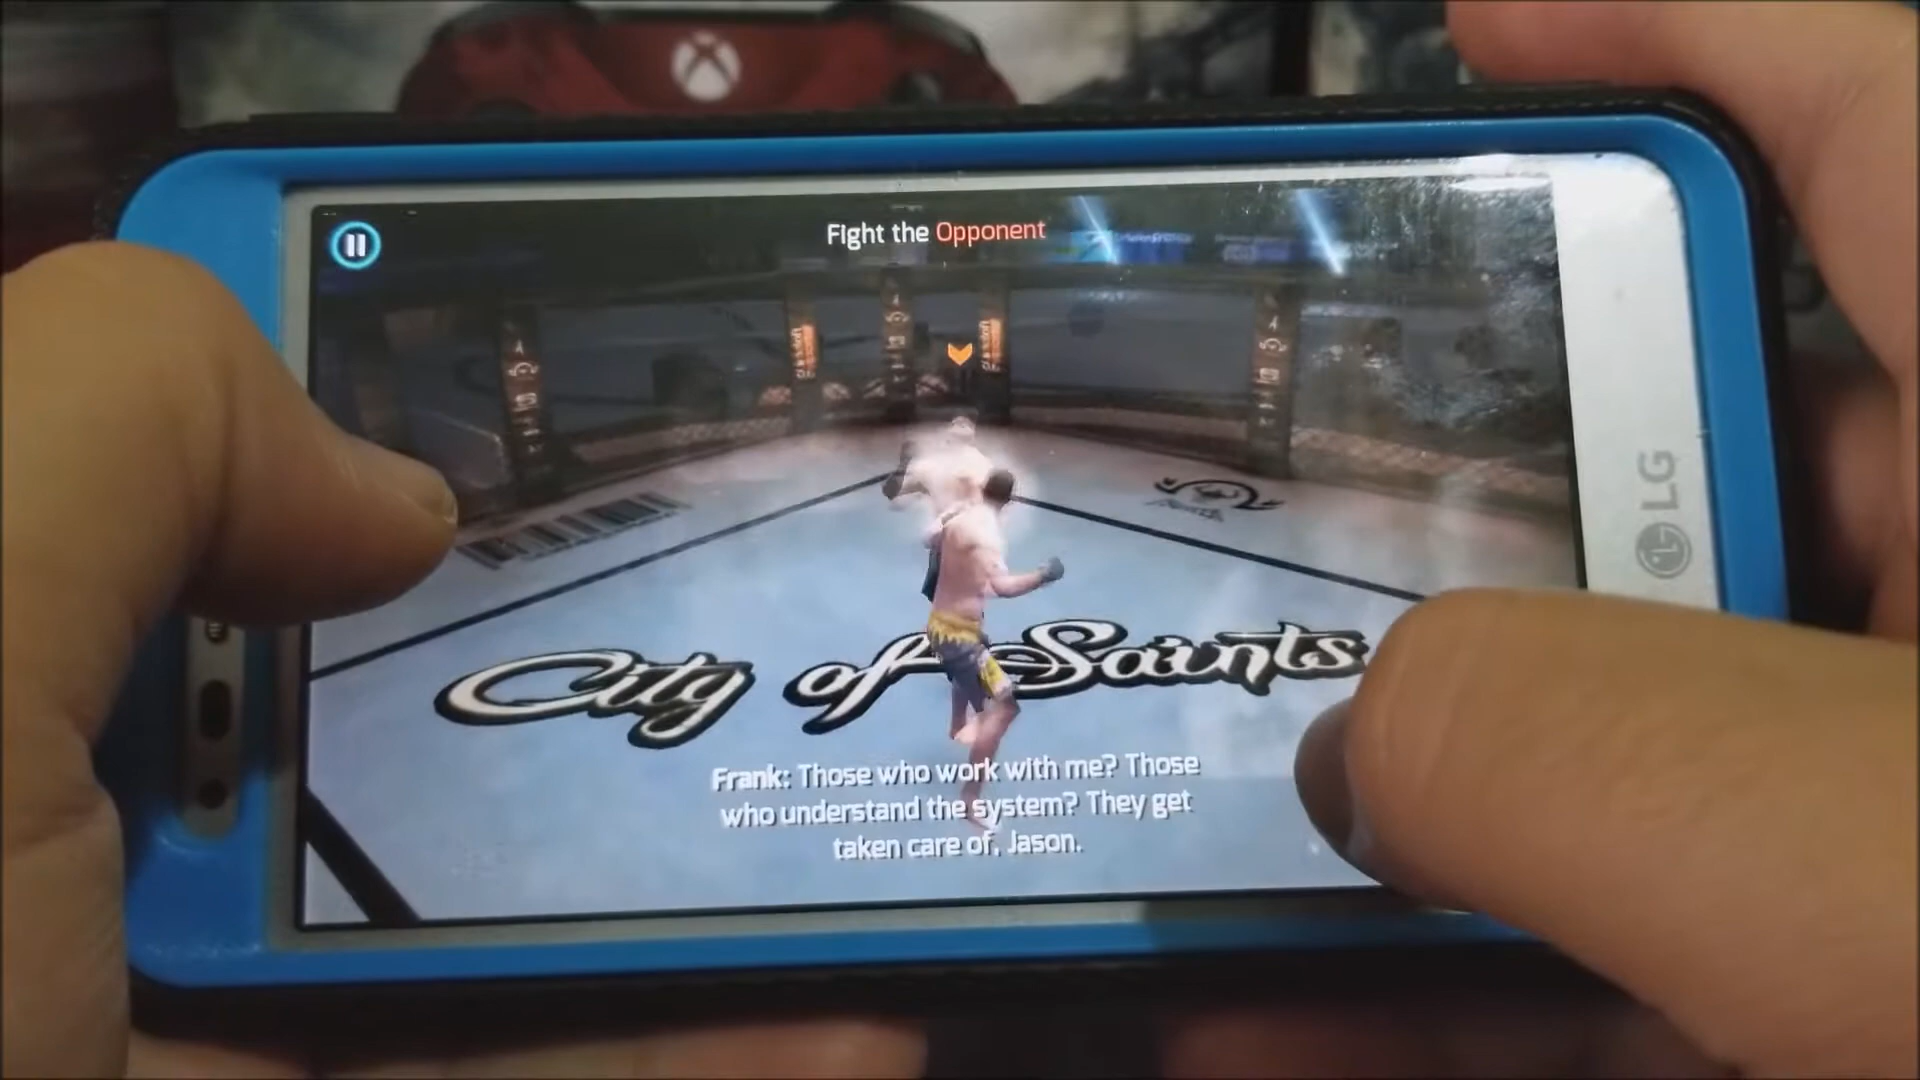 Fight the Opponent
City of Saints
Frank: Those who work with me? Those
who understand the system? They get
taken care of, Jason.
LG